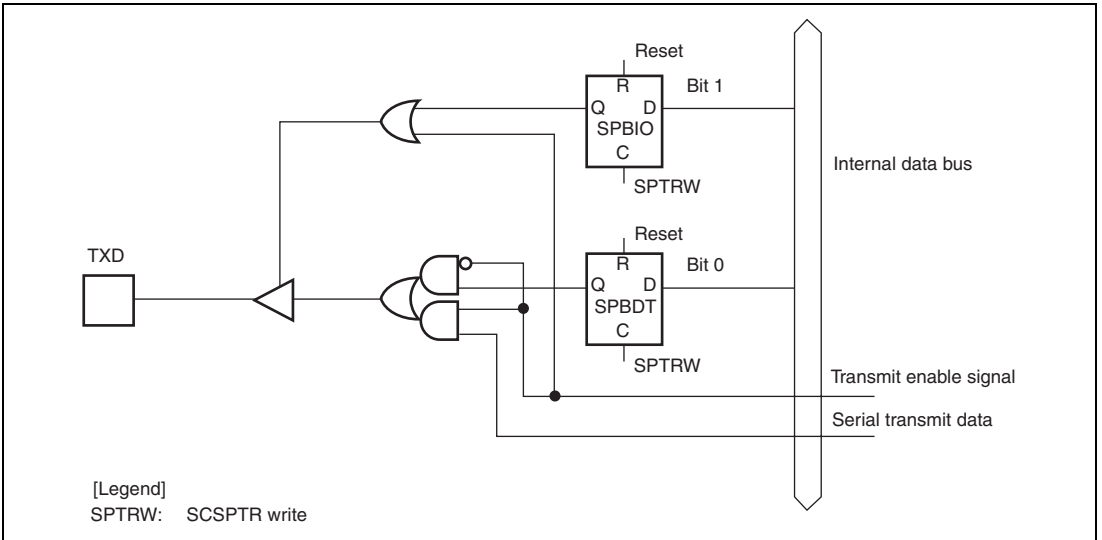 Reset
R
Bit 1
Q D
SPBIO
C
SPTRW
Internal data bus
Reset
TXD
R
Bit 0
Q D
SPBDT
C
SPTRW
Transmit enable signal
Serial transmit data
[Legend]
SPTRW: SCSPTR write